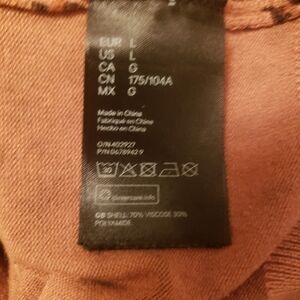 EUR L
US L
CA G
CN 175/104A
MX G
Made in China
Fabriqué en Chine
Hecho en China
O/N 402927
P/N 0678942 9
30
clevercare.info
GB SHELL: 70% VISCOSE 30%
POLYAMIDE